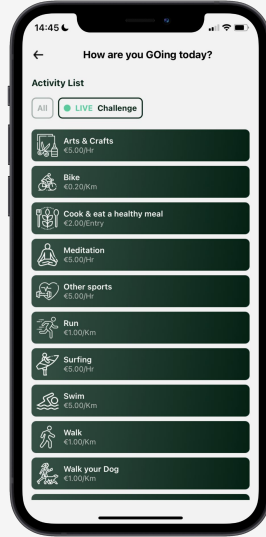 14:45
How are you GOing today?
Activity List
All
LIVE Challenge
Arts & Crafts
€5.00/Hr
Bike
€0.20/Km
Cook & eat a healthy meal
€2.00/Entry
Meditation
€5.00/Hr
Other sports
€5.00/Hr
Run
€1.00/Km
Surfing
€5.00/Hr
Swim
€5.00/Km
Walk
€1.00/Km
Walk your Dog
€1.00/Km